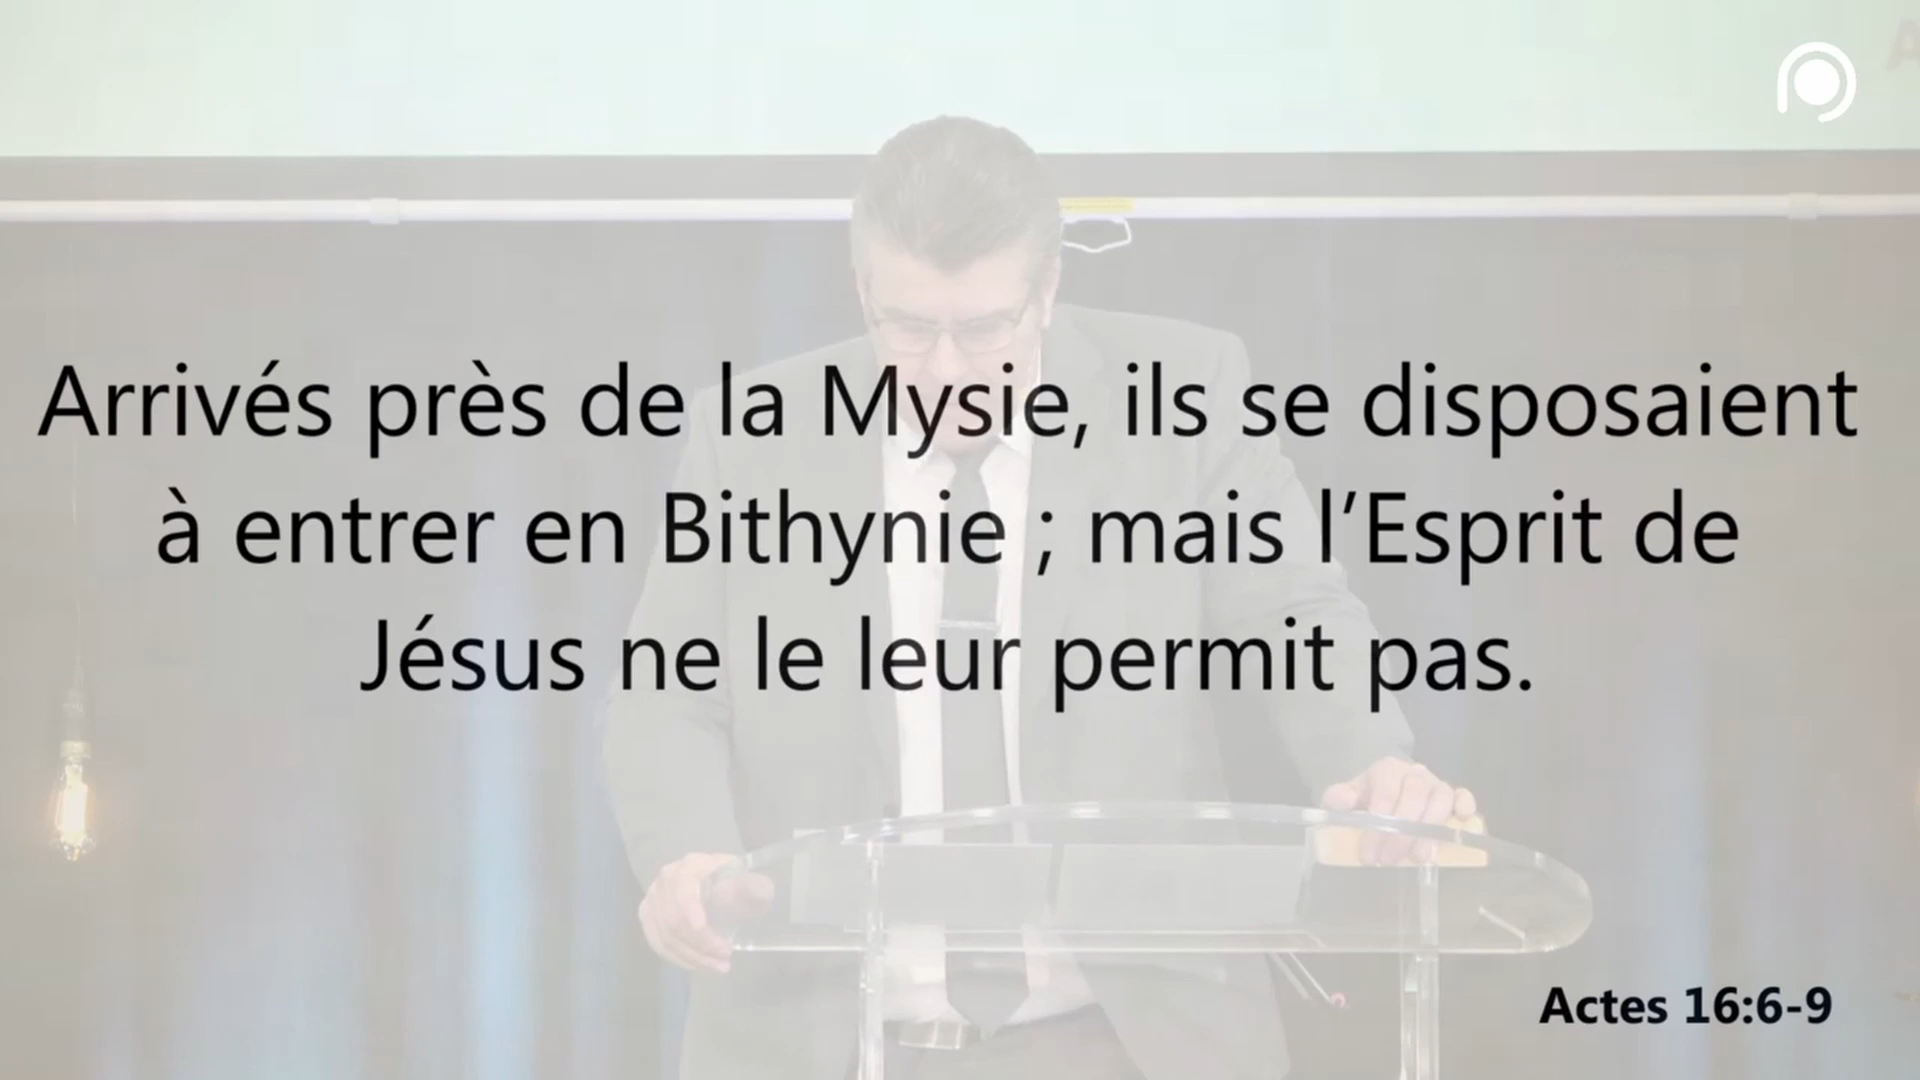 Arrivés près de la Mysie, ils se disposaient
à entrer en Bithynie ; mais l’Esprit de
Jésus ne le leur permit pas.
Actes 16:6-9